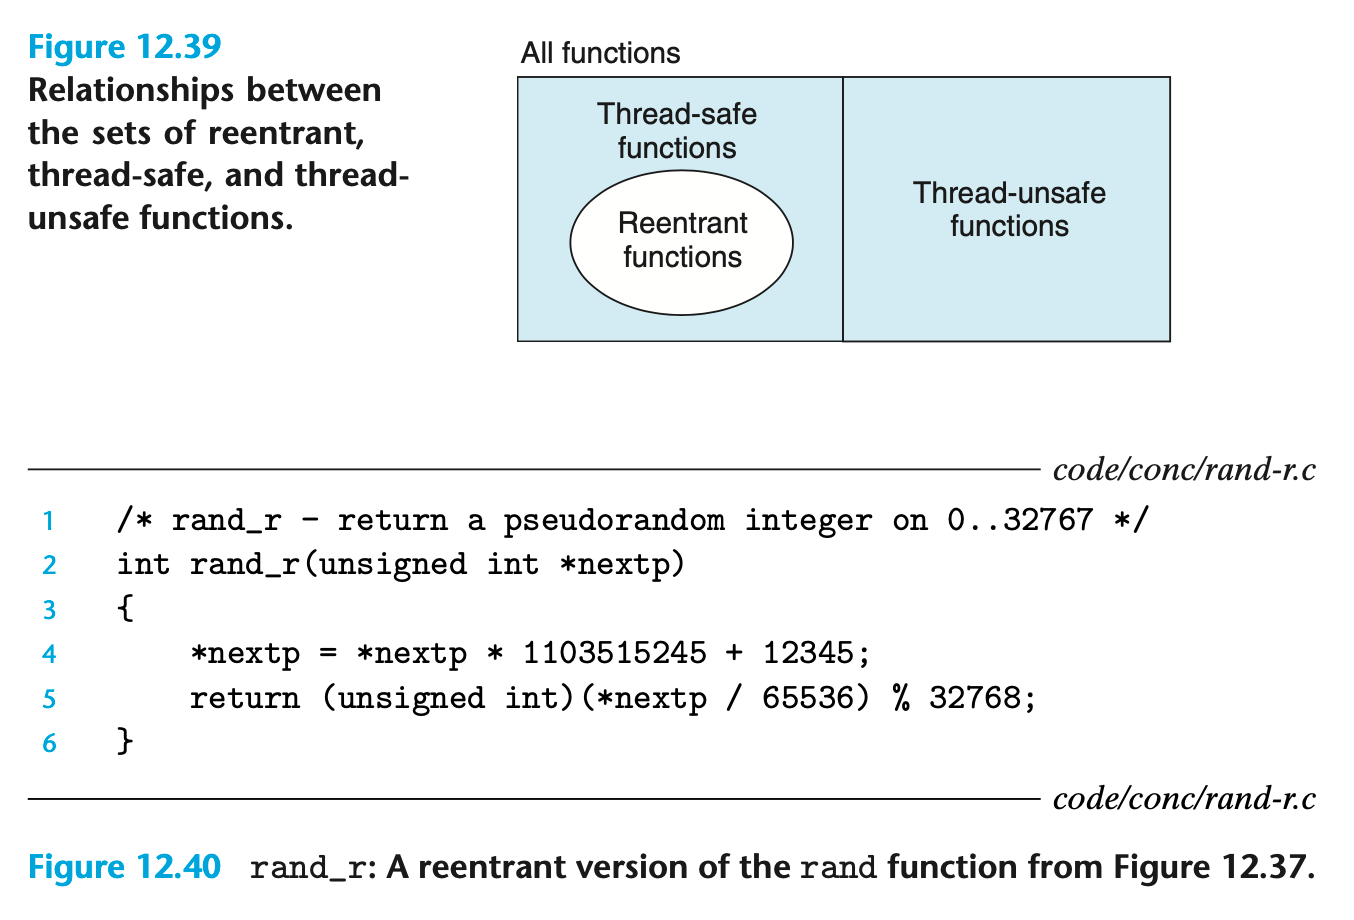 Figure 12.39
Relationships between
the sets of reentrant,
thread-safe, and thread-
unsafe functions.
All functions
Thread-safe
functions
Reentrant
functions
Thread-unsafe
functions
code/conc/rand-r.c
1 /* rand_r - return a pseudorandom integer on 0..32767 */
2 int rand_r(unsigned int *nextp)
3 {
4     *nextp = *nextp * 1103515245 + 12345;
5     return (unsigned int)(*nextp / 65536) % 32768;
6 }
code/conc/rand-r.c
Figure 12.40 rand_r: A reentrant version of the rand function from Figure 12.37.